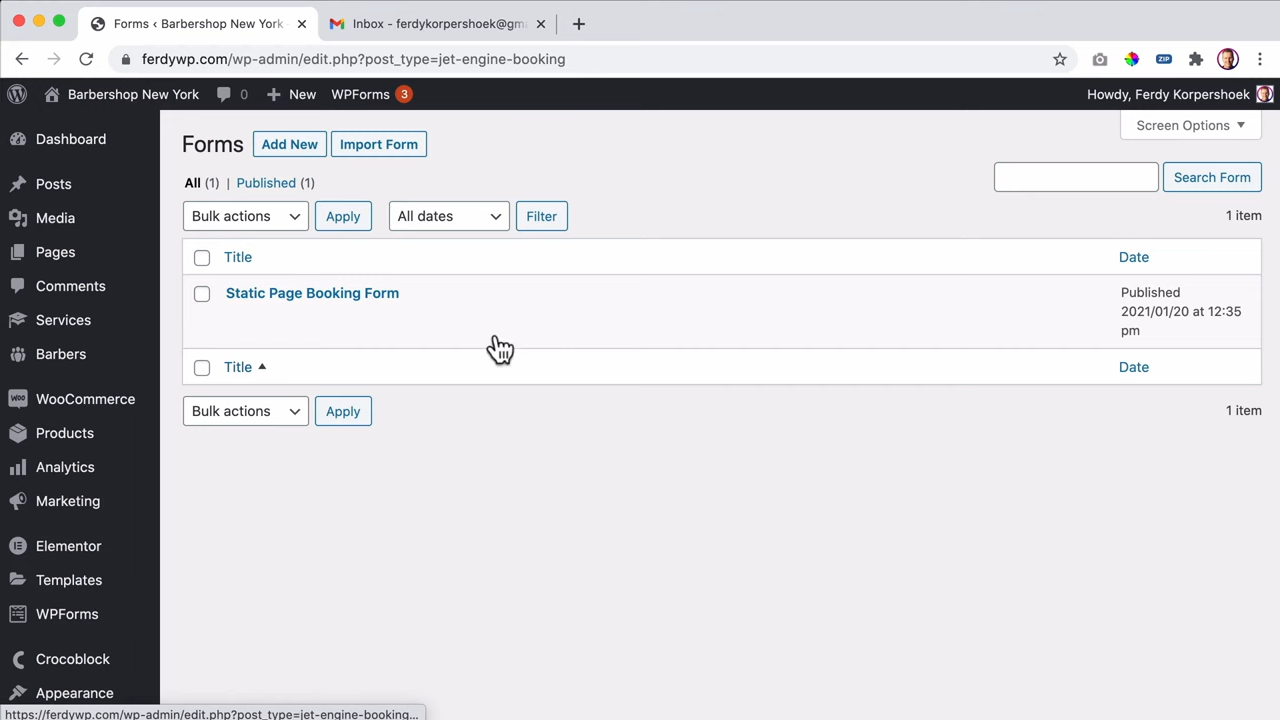 Forms ‹ Barbershop New York
Inbox - ferdykorpershoek@gm
ferdywp.com/wp-admin/edit.php?post_type=jet-engine-booking
ZIP
Barbershop New York
0
New
WPForms 3
Howdy, Ferdy Korpershoek
Screen Options
Dashboard
Posts
Media
Pages
Comments
Services
Barbers
WOO WooCommerce
Products
Analytics
Marketing
Elementor
Templates
WPForms
Crocoblock
Appearance
Forms
Add New
Import Form
All (1) | Published (1)
Search Form
Bulk actions
Apply
All dates
Filter
1 item
Title
Date
Static Page Booking Form
Published
2021/01/20 at 12:35
pm
Title
Date
Bulk actions
Apply
1 item
https://ferdywp.com/wp-admin/edit.php?post_type=jet-engine-booking...